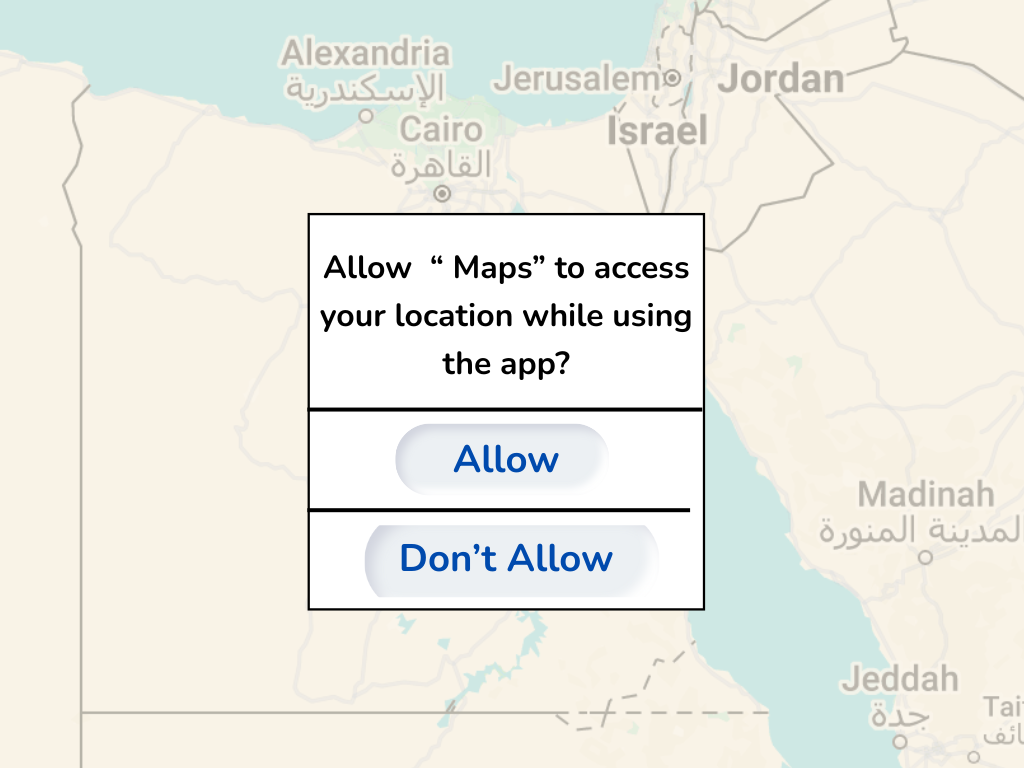 Alexandria
الإسكندرية
Jerusalem
Jordan
Cairo
Israel
القاهرة
Allow “ Maps” to access
your location while using
the app?
Allow
Don’t Allow
Madinah
المدينة المنورة
Jeddah
جدة